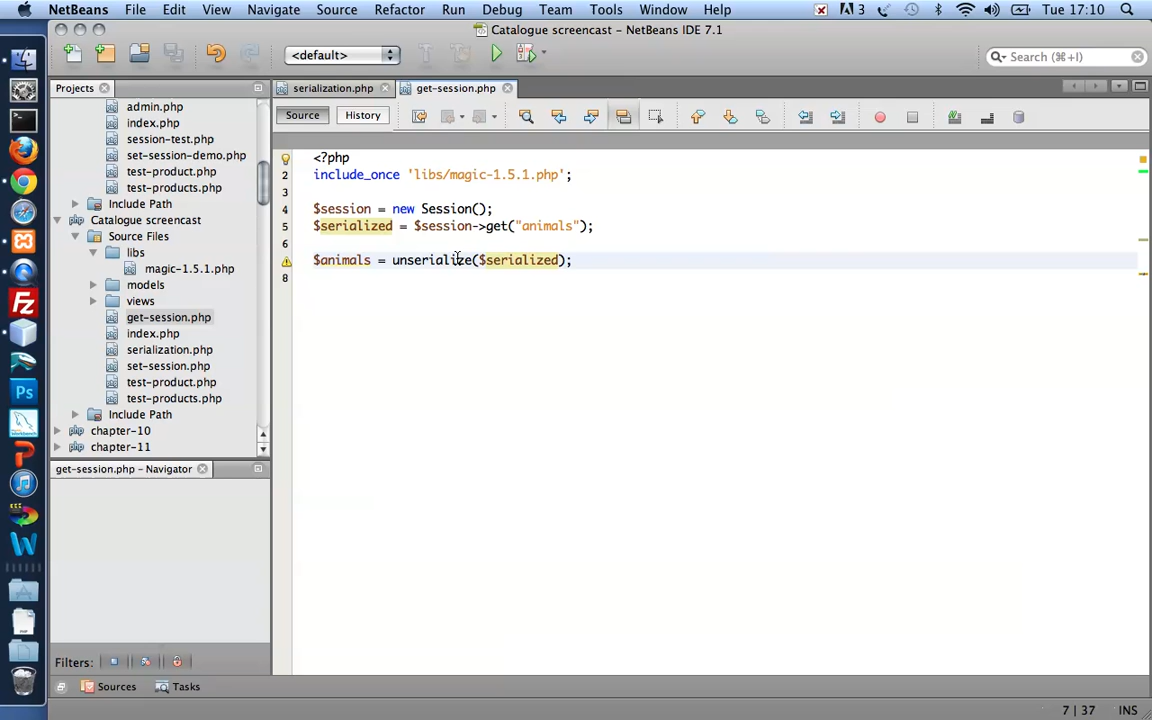 NetBeans File Edit View Navigate Source Refactor Run Debug Team Tools Window Help 3 Tue 17:10
Catalogue screencast - NetBeans IDE 7.1
<default> Search (⌘+I)
Projects
admin.php
index.php
session-test.php
set-session-demo.php
test-product.php
test-products.php
Include Path
Catalogue screencast
Source Files
libs
magic-1.5.1.php
models
views
get-session.php
index.php
serialization.php
set-session.php
test-product.php
test-products.php
Include Path
chapter-10
chapter-11
get-session.php - Navigator
Filters:
serialization.php get-session.php
Source History
<?php
2 include_once 'libs/magic-1.5.1.php';
3
4 $session = new Session();
5 $serialized = $session->get("animals");
6
$animals = unserialize($serialized);
8
Sources Tasks
7 | 37 INS
Fz
Ps
W